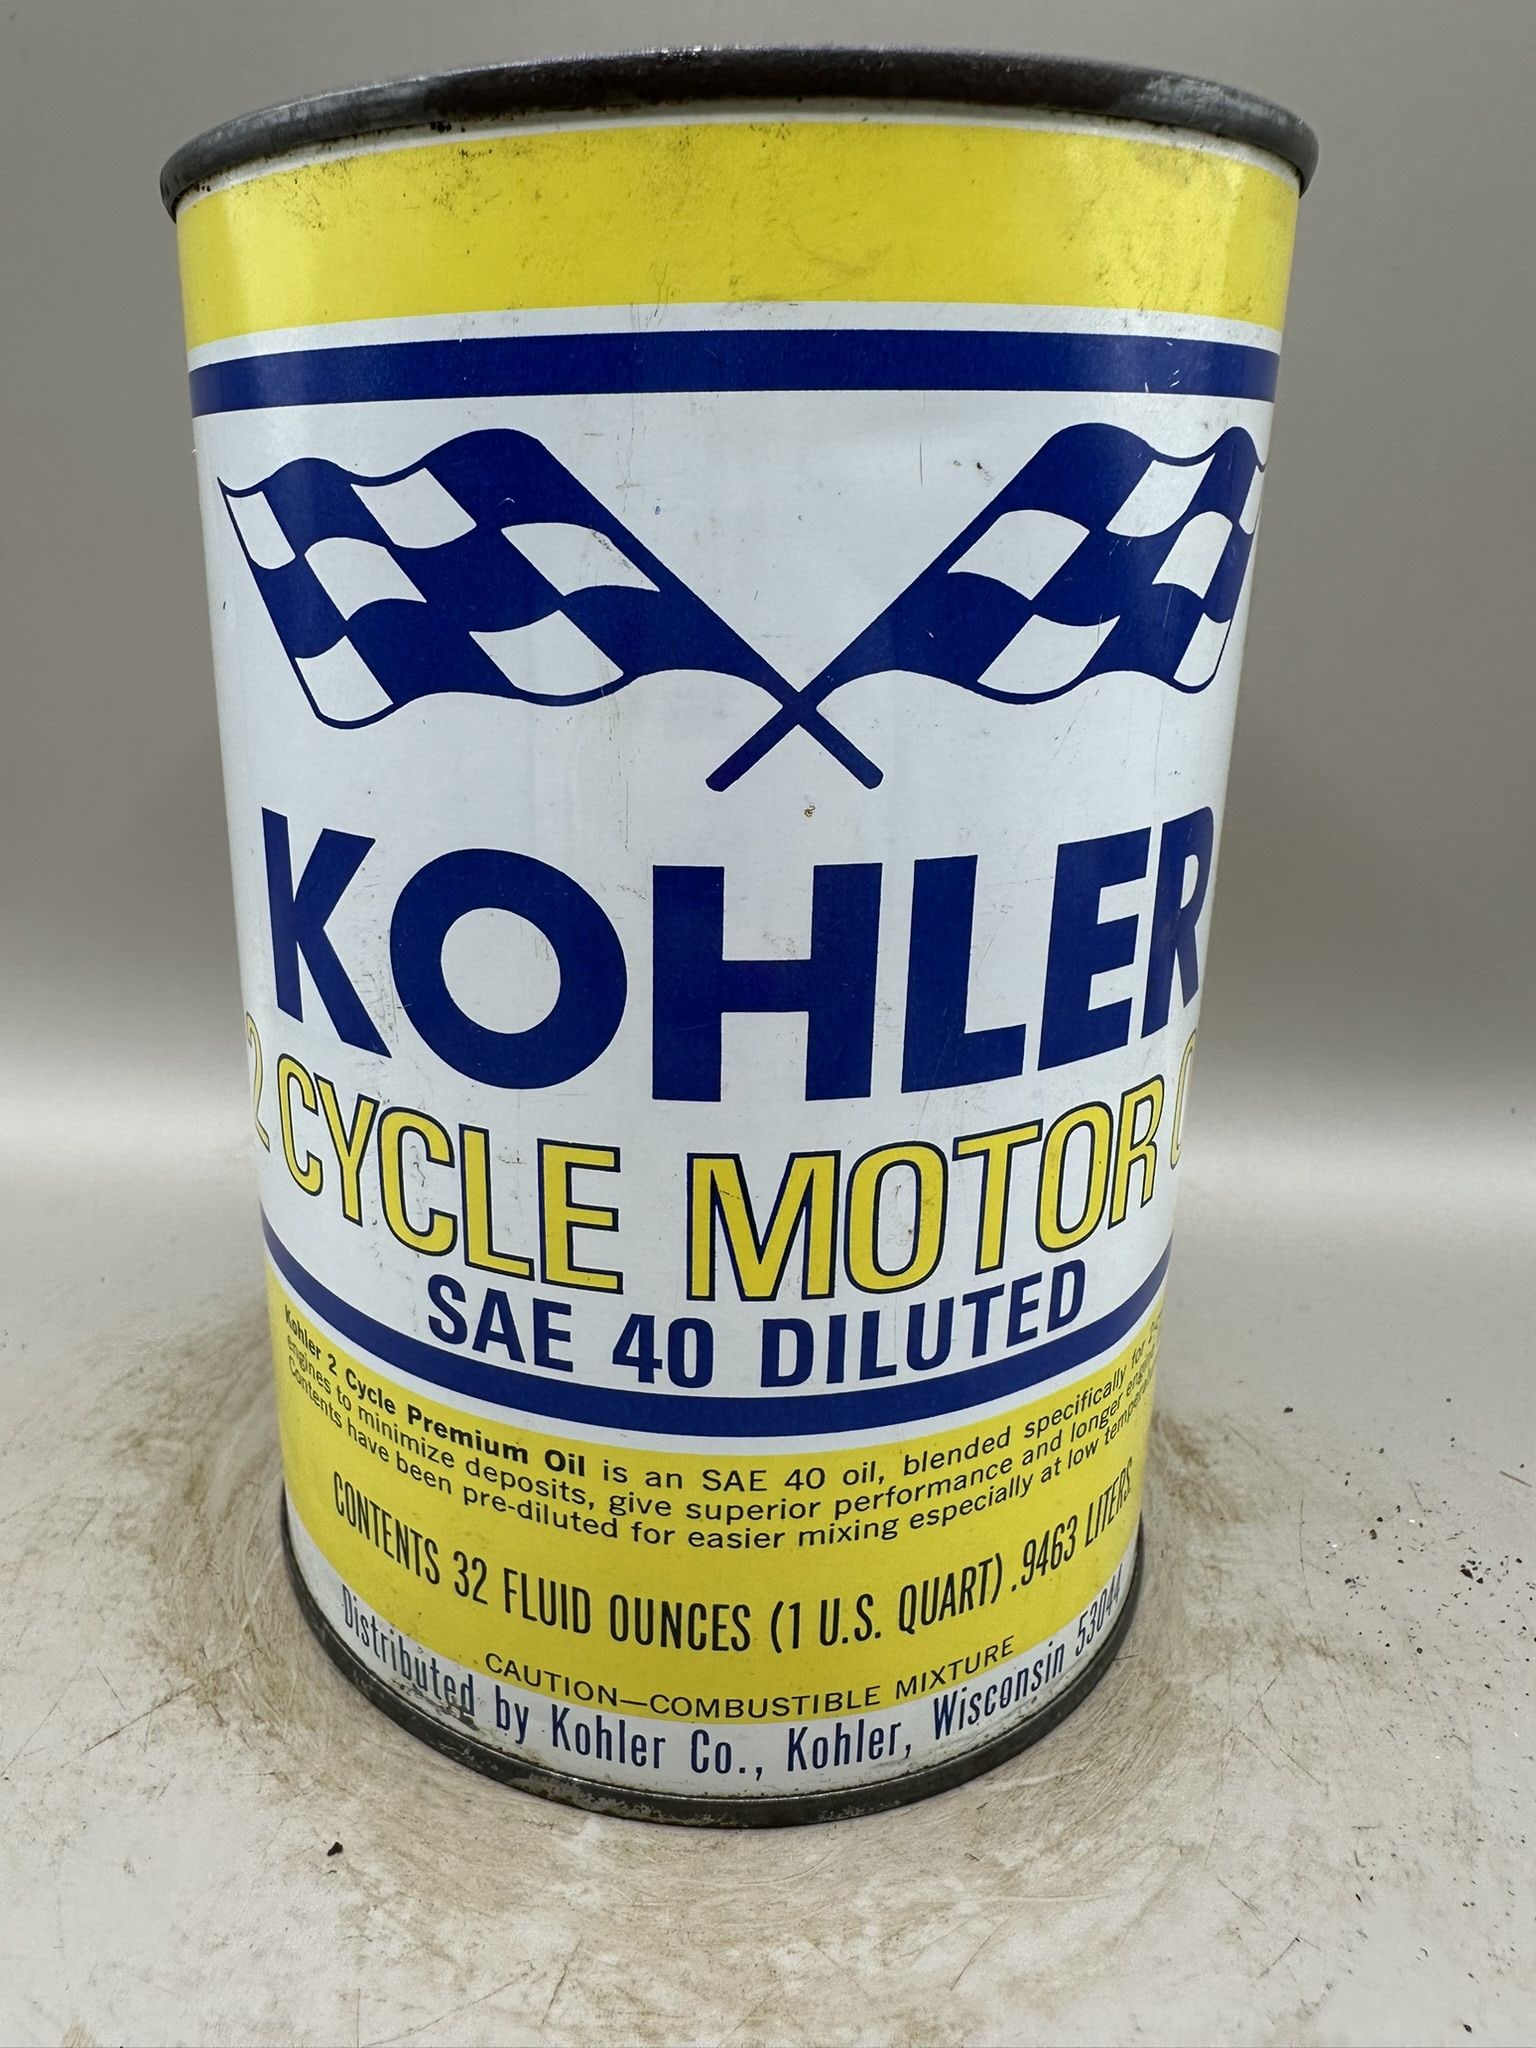 KOHLER
2 CYCLE MOTOR
SAE 40 DILUTED
Kohler 2 Cycle Premium Oil is an SAE 40 oil, blended specifically for
engines to minimize deposits, give superior performance and longer
Contents have been pre-diluted for easier mixing especially at low
CONTENTS 32 FLUID OUNCES (1 U.S. QUART) .9463 LITERS
CAUTION—COMBUSTIBLE MIXTURE
Distributed by Kohler Co., Kohler, Wisconsin 53044